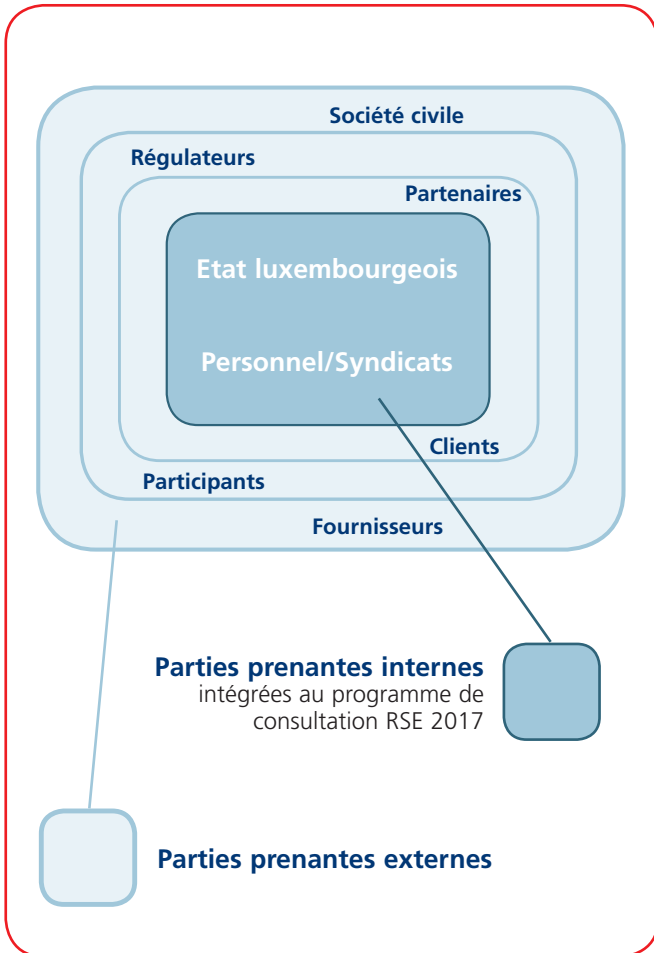 Société civile
Régulateurs
Partenaires
Etat luxembourgeois
Personnel/Syndicats
Clients
Participants
Fournisseurs
Parties prenantes internes
intégrées au programme de
consultation RSE 2017
Parties prenantes externes